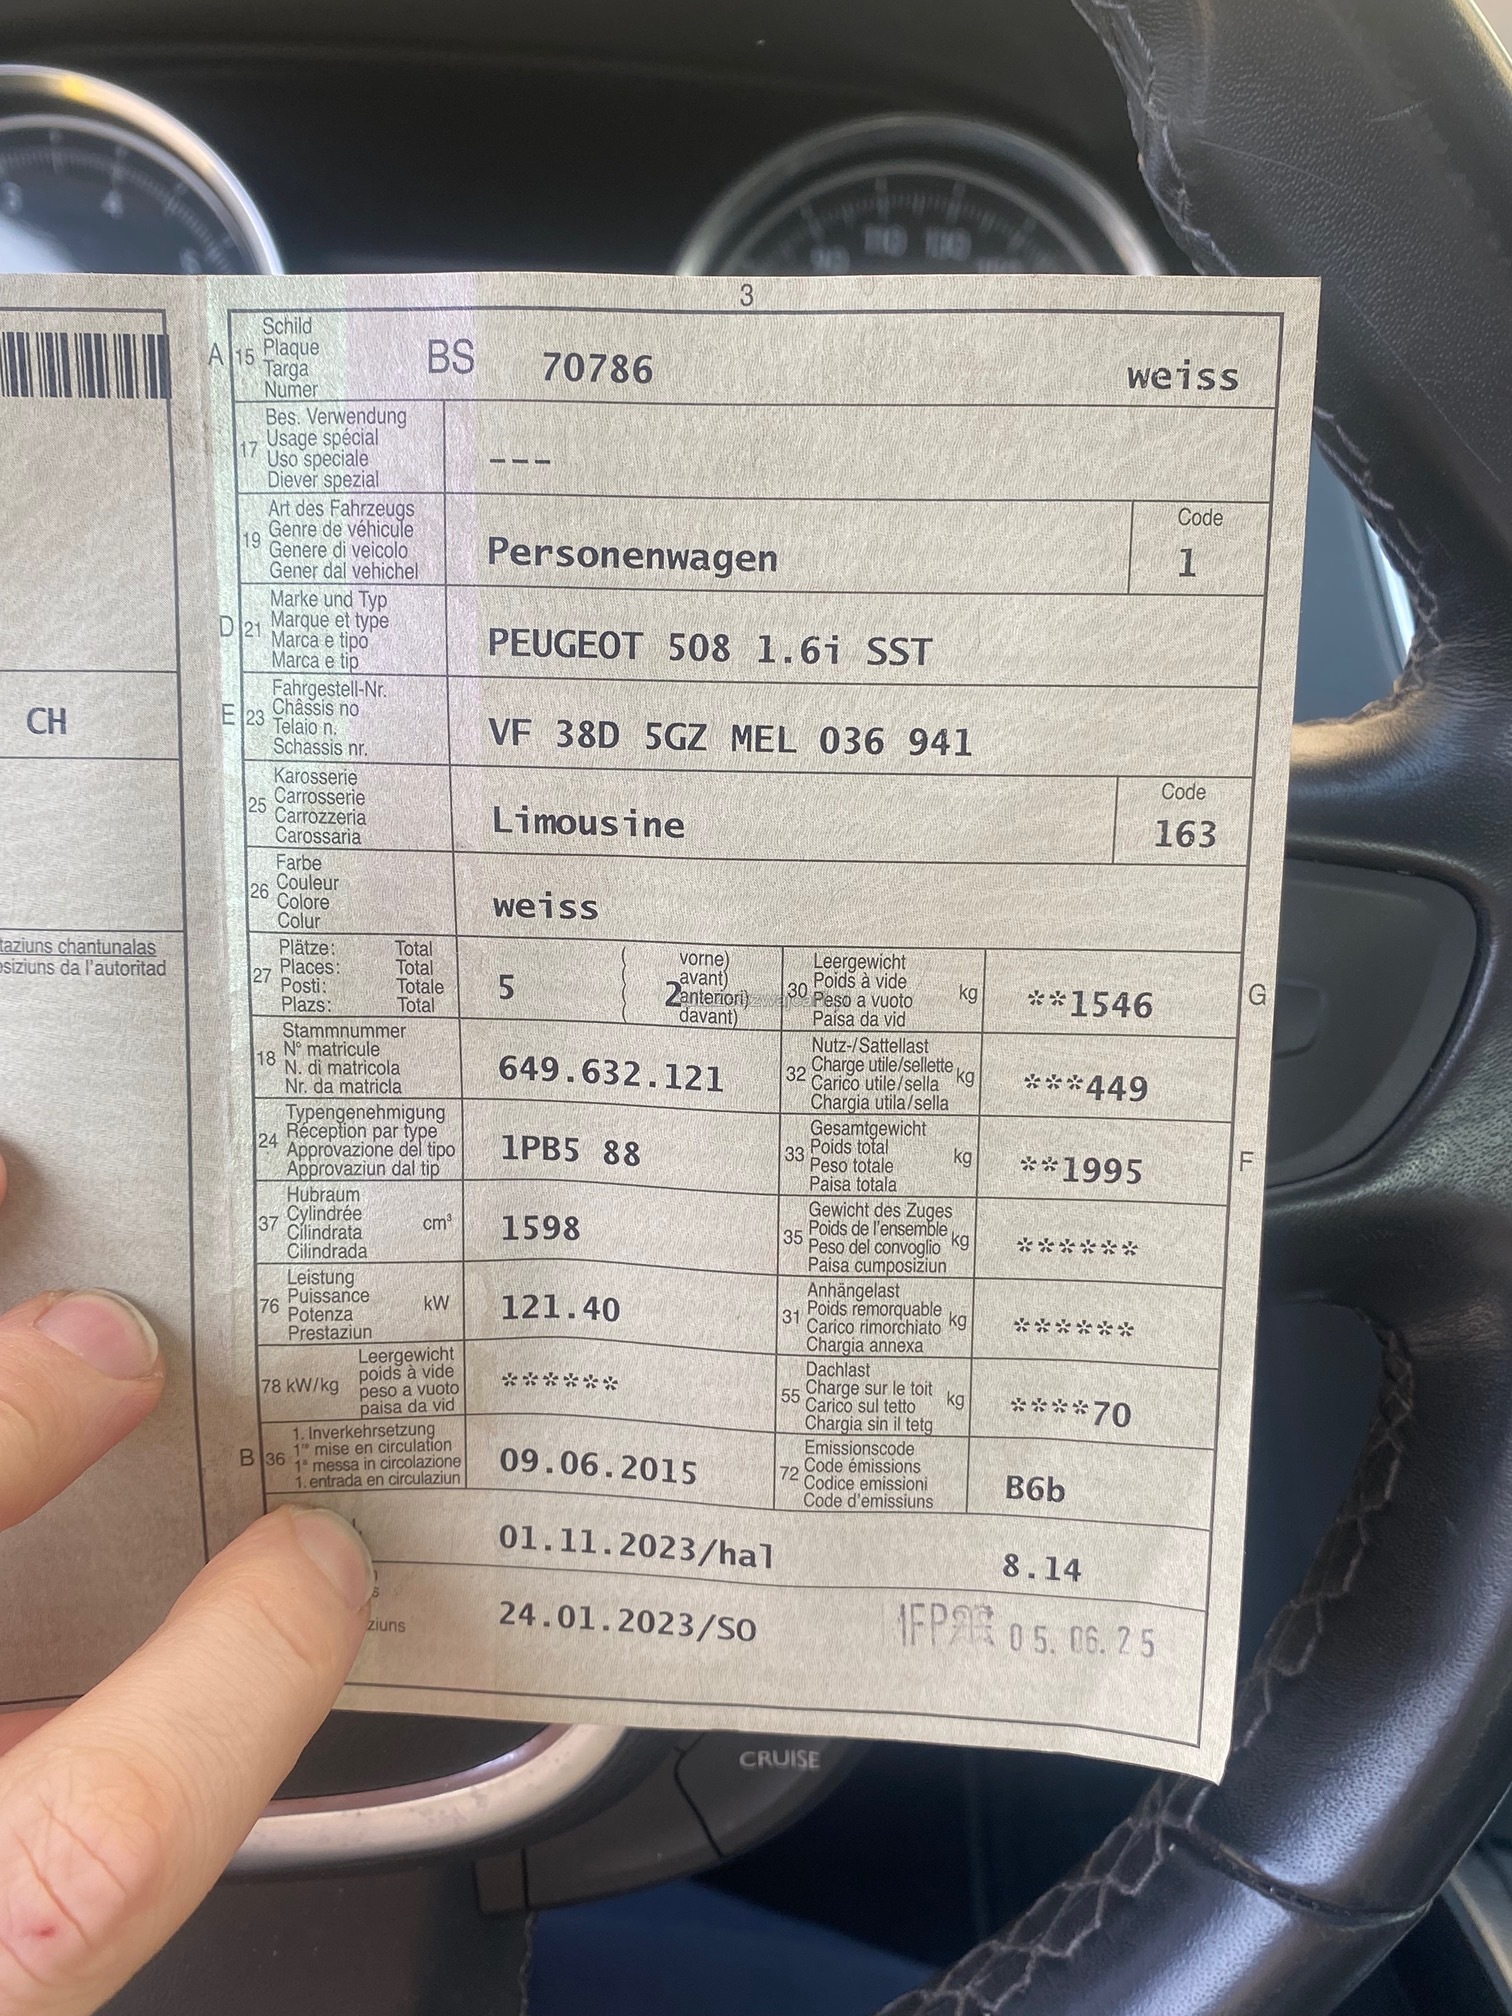 3
A 15 Schild
Plaque
Targa
Numer
BS 70786 weiss
17 Bes. Verwendung
Usage spécial
Uso speciale
Diever spezial
---
19 Art des Fahrzeugs
Genre de véhicule
Genere di veicolo
Gener dal vehichel
Personenwagen
Code
1
D 21 Marke und Typ
Marque et type
Marca e tipo
Marca e tip
PEUGEOT 508 1.6i SST
E 23 Fahrgestell-Nr.
Châssis no
Telaio n.
Schassis nr.
VF 38D 5GZ MEL 036 941
CH
25 Karosserie
Carrosserie
Carrozzeria
Carossaria
Limousine
Code
163
26 Farbe
Couleur
Colore
Colur
weiss
taziuns chantunalas
osiziuns da l'autoritad
27 Plätze: Total
Places: Total
Posti: Totale
Plazs: Total
5
2
vorne)
avant)
anteriori)
davant)
30 Leergewicht
Poids à vide
Peso a vuoto
Paisa da vid
kg
**1546
G
18 Stammnummer
N° matricule
N. di matricola
Nr. da matricla
649.632.121
32 Nutz-/Sattellast
Charge utile/sellette
Carico utile/sella
Chargia utila/sella
kg
***449
24 Typengenehmigung
Réception par type
Approvazione del tipo
Approvaziun dal tip
1PB5 88
33 Gesamtgewicht
Poids total
Peso totale
Paisa totala
kg
**1995
F
37 Hubraum
Cylindrée
Cilindrata
Cilindrada
cm³
1598
35 Gewicht des Zuges
Poids de l'ensemble
Peso del convoglio
Paisa cumposiziun
kg
******
76 Leistung
Puissance
Potenza
Prestaziun
kW
121.40
31 Anhängelast
Poids remorquable
Carico rimorchiato
Chargia annexa
kg
******
78 kW/kg
Leergewicht
poids à vide
peso a vuoto
paisa da vid
******
55 Dachlast
Charge sur le toit
Carico sul tetto
Chargia sin il tetg
kg
****70
B 36 1. Inverkehrsetzung
1re mise en circulation
1a messa in circolazione
1. entrada en circulaziun
09.06.2015
72 Emissionscode
Code émissions
Codice emissioni
Code d'emissiuns
B6b
01.11.2023/hal 8.14
ziuns
24.01.2023/SO
05.06.25
CRUISE
3
4
110
130